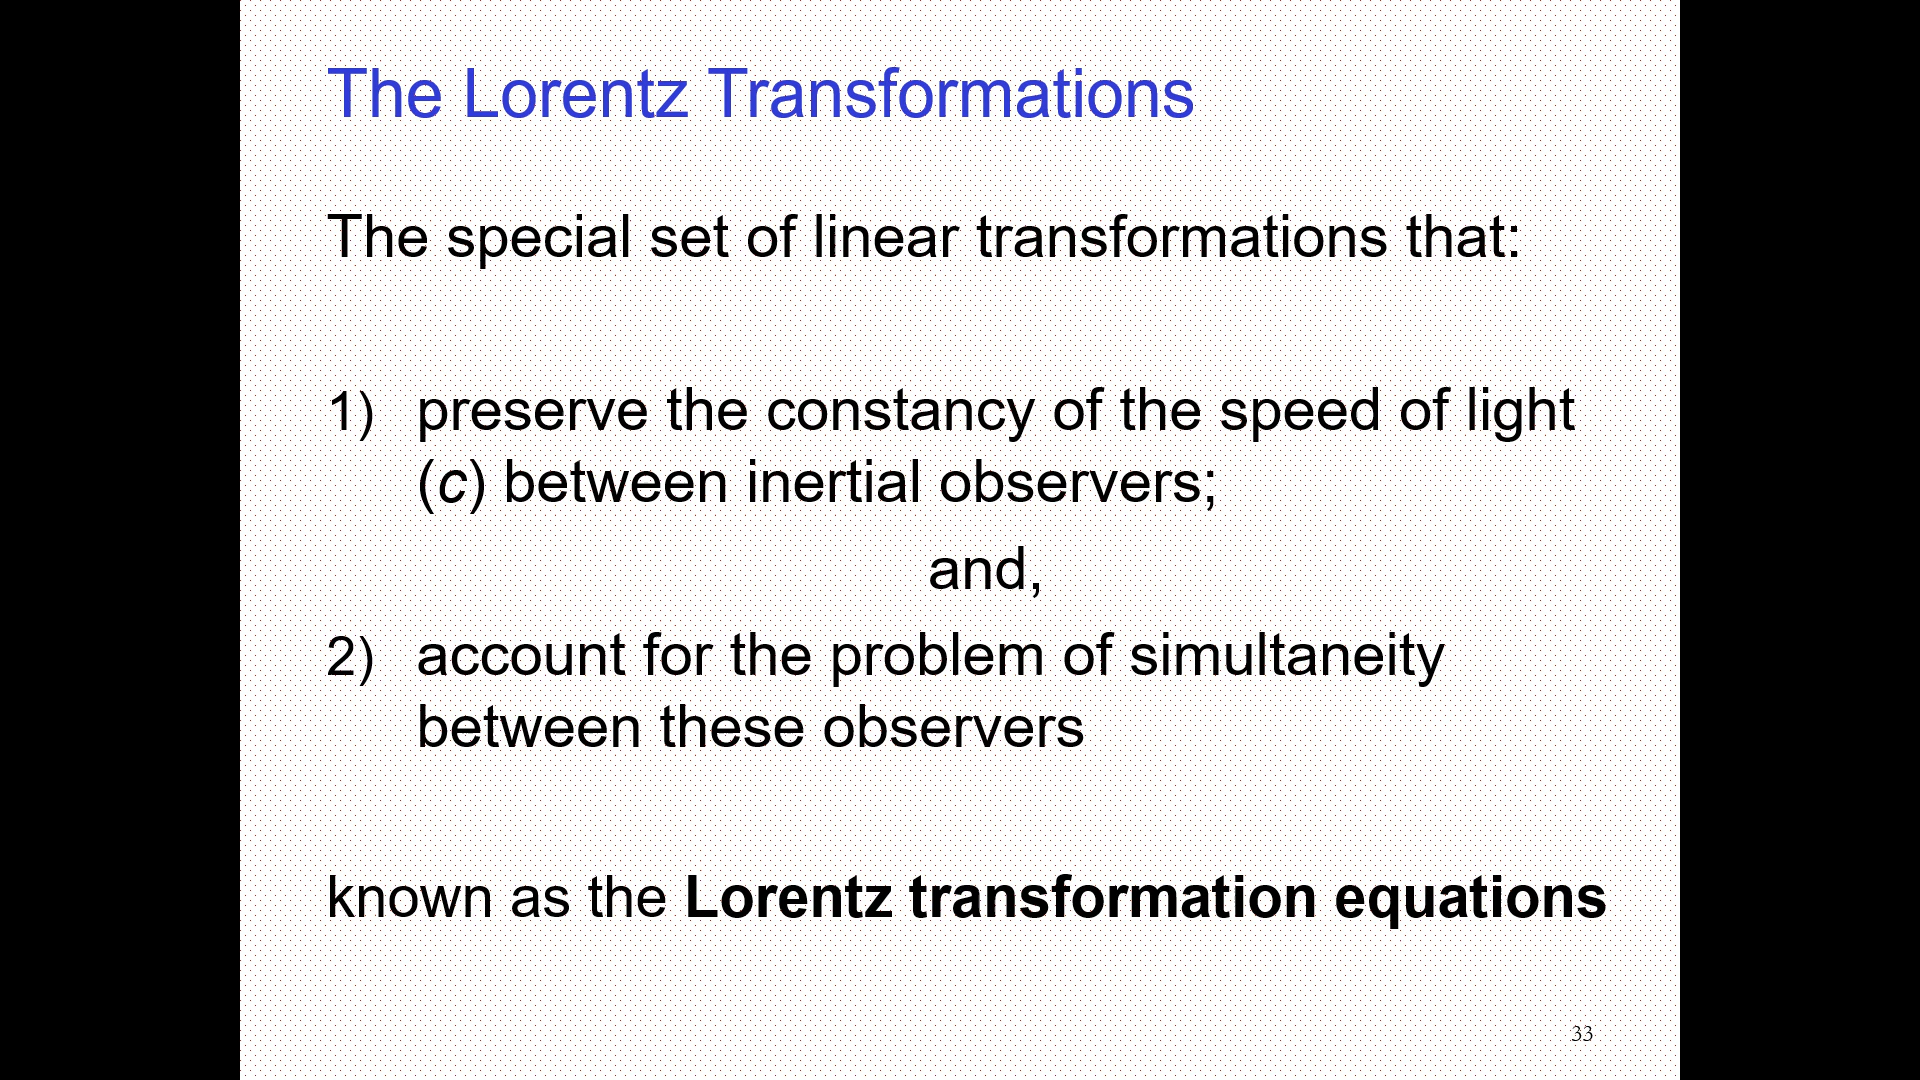 The Lorentz Transformations
The special set of linear transformations that:
1) preserve the constancy of the speed of light
(c) between inertial observers;
and,
2) account for the problem of simultaneity
between these observers
known as the Lorentz transformation equations
33